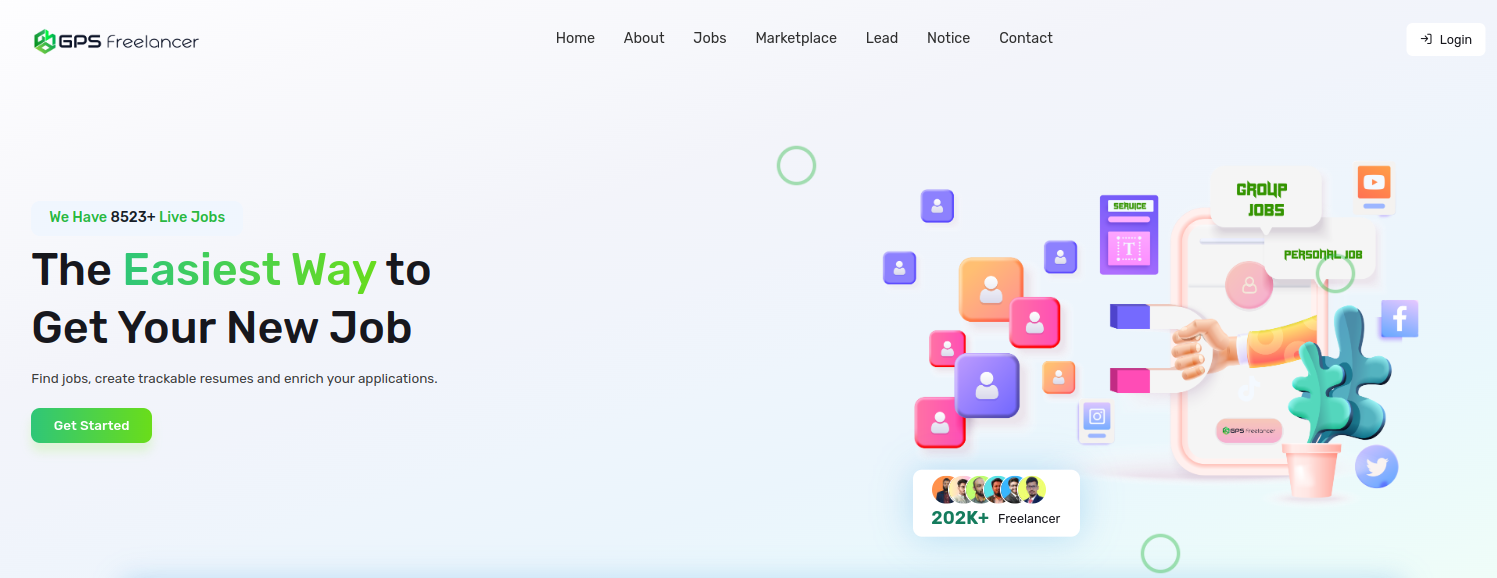 GPS Freelancer
Home About Jobs Marketplace Lead Notice Contact
Login
We Have 8523+ Live Jobs
The Easiest Way to
Get Your New Job
Find jobs, create trackable resumes and enrich your applications.
Get Started
SERVICE
T
GROUP
JOBS
PERSONAL JOB
GPS Freelancer
202K+ Freelancer